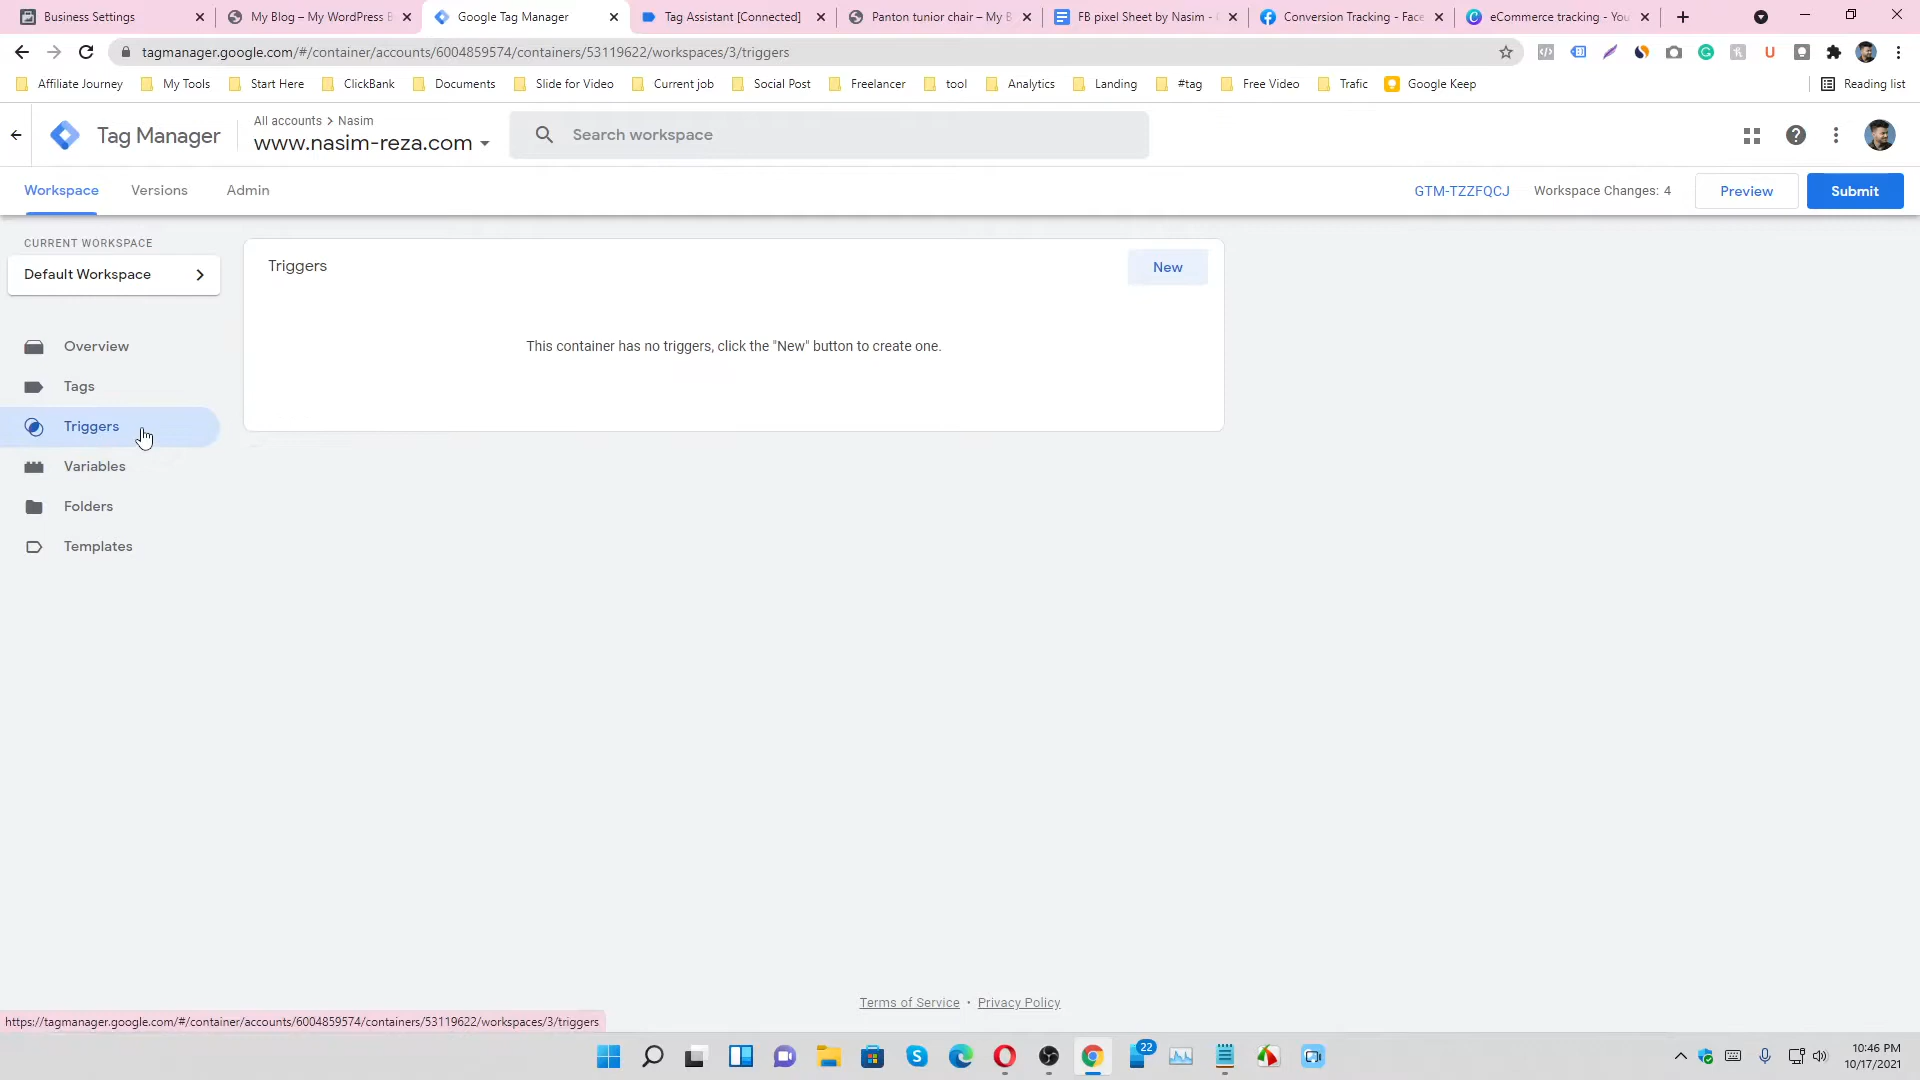 Business Settings
My Blog – My WordPress B
Google Tag Manager
Tag Assistant [Connected]
Panton tunior chair – My B
FB pixel Sheet by Nasim -
Conversion Tracking - Face
eCommerce tracking - You
tagmanager.google.com/#/container/accounts/6004859574/containers/53119622/workspaces/3/triggers
Affiliate Journey
My Tools
Start Here
ClickBank
Documents
Slide for Video
Current job
Social Post
Freelancer
tool
Analytics
Landing
#tag
Free Video
Trafic
Google Keep
Reading list
Tag Manager
All accounts > Nasim
www.nasim-reza.com
Search workspace
Workspace
Versions
Admin
GTM-TZZFQCJ
Workspace Changes: 4
Preview
Submit
CURRENT WORKSPACE
Default Workspace
Triggers
New
This container has no triggers, click the "New" button to create one.
Overview
Tags
Triggers
Variables
Folders
Templates
Terms of Service • Privacy Policy
https://tagmanager.google.com/#/container/accounts/6004859574/containers/53119622/workspaces/3/triggers
22
10:46 PM
10/17/2021